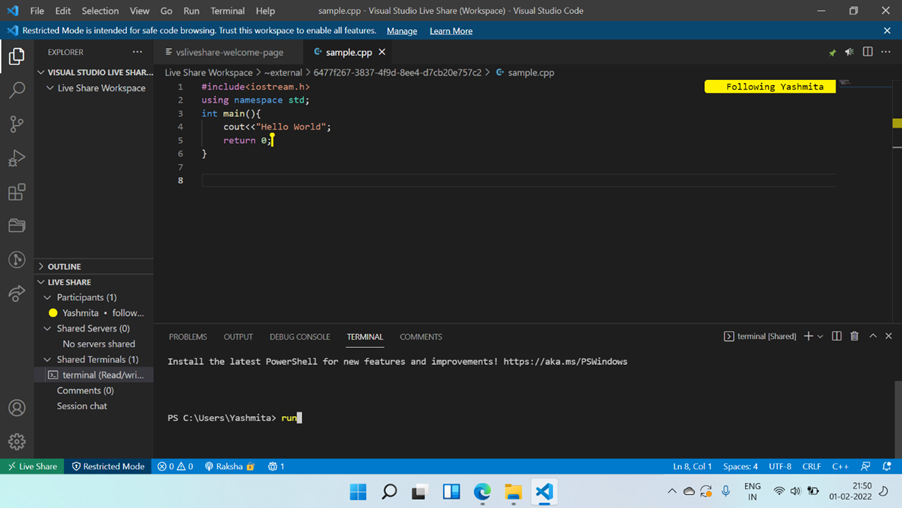 File Edit Selection View Go Run Terminal Help sample.cpp - Visual Studio Live Share (Workspace) - Visual Studio Code
Restricted Mode is intended for safe code browsing. Trust this workspace to enable all features. Manage Learn More
EXPLORER
vsliveshare-welcome-page
sample.cpp
VISUAL STUDIO LIVE SHAR...
Live Share Workspace
Live Share Workspace > ~external > 6477f267-3837-4f9d-8ee4-d7cb20e757c2 > sample.cpp
Following Yashmita
1 #include<iostream.h>
2 using namespace std;
3 int main(){
4 cout<<"Hello World";
5 return 0;
6 }
7
8
OUTLINE
LIVE SHARE
Participants (1)
Yashmita • follow...
Shared Servers (0)
No servers shared
Shared Terminals (1)
terminal (Read/wri...
Comments (0)
Session chat
PROBLEMS OUTPUT DEBUG CONSOLE TERMINAL COMMENTS
terminal [Shared]
Install the latest PowerShell for new features and improvements! https://aka.ms/PSWindows
PS C:\Users\Yashmita> run
Live Share Restricted Mode 0 0 Raksha 1 Ln 8, Col 1 Spaces: 4 UTF-8 CRLF C++
ENG
IN
21:50
01-02-2022